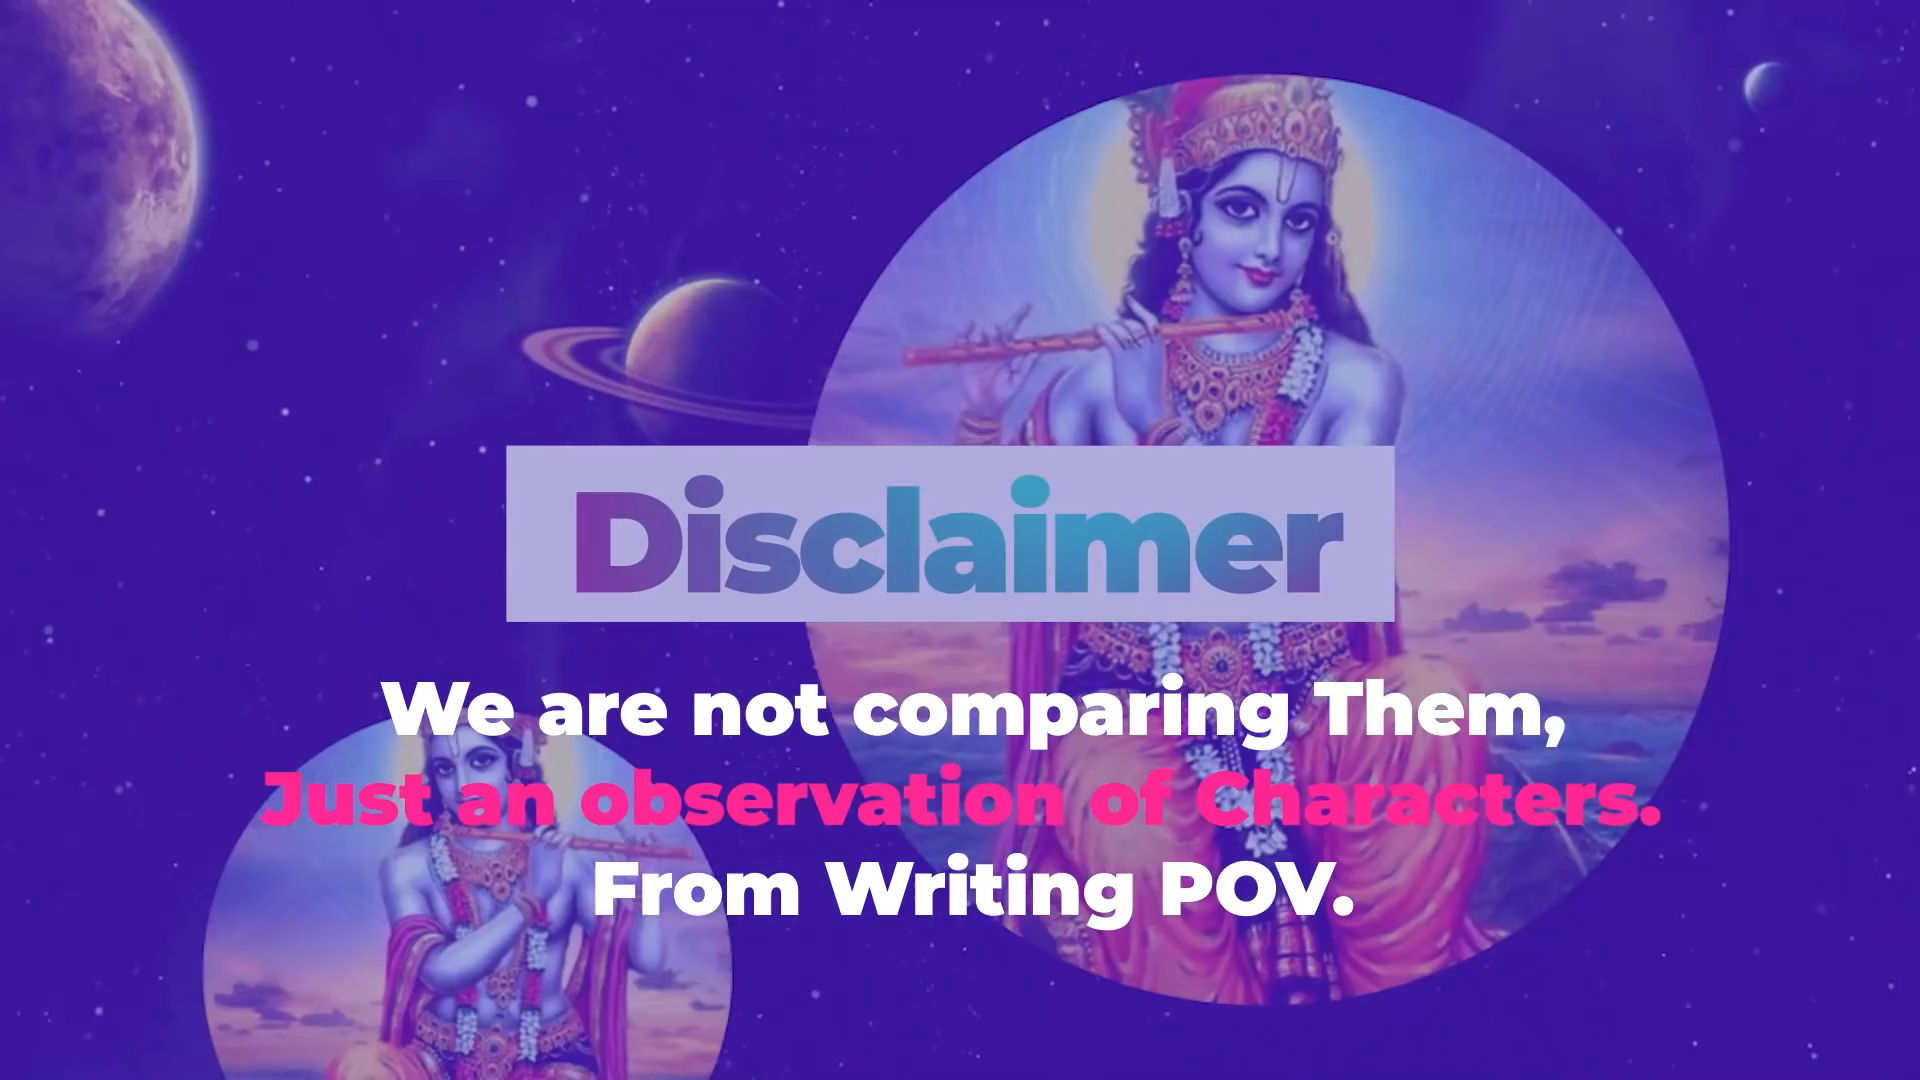 Disclaimer
We are not comparing Them,
Just an observation of Characters.
From Writing POV.